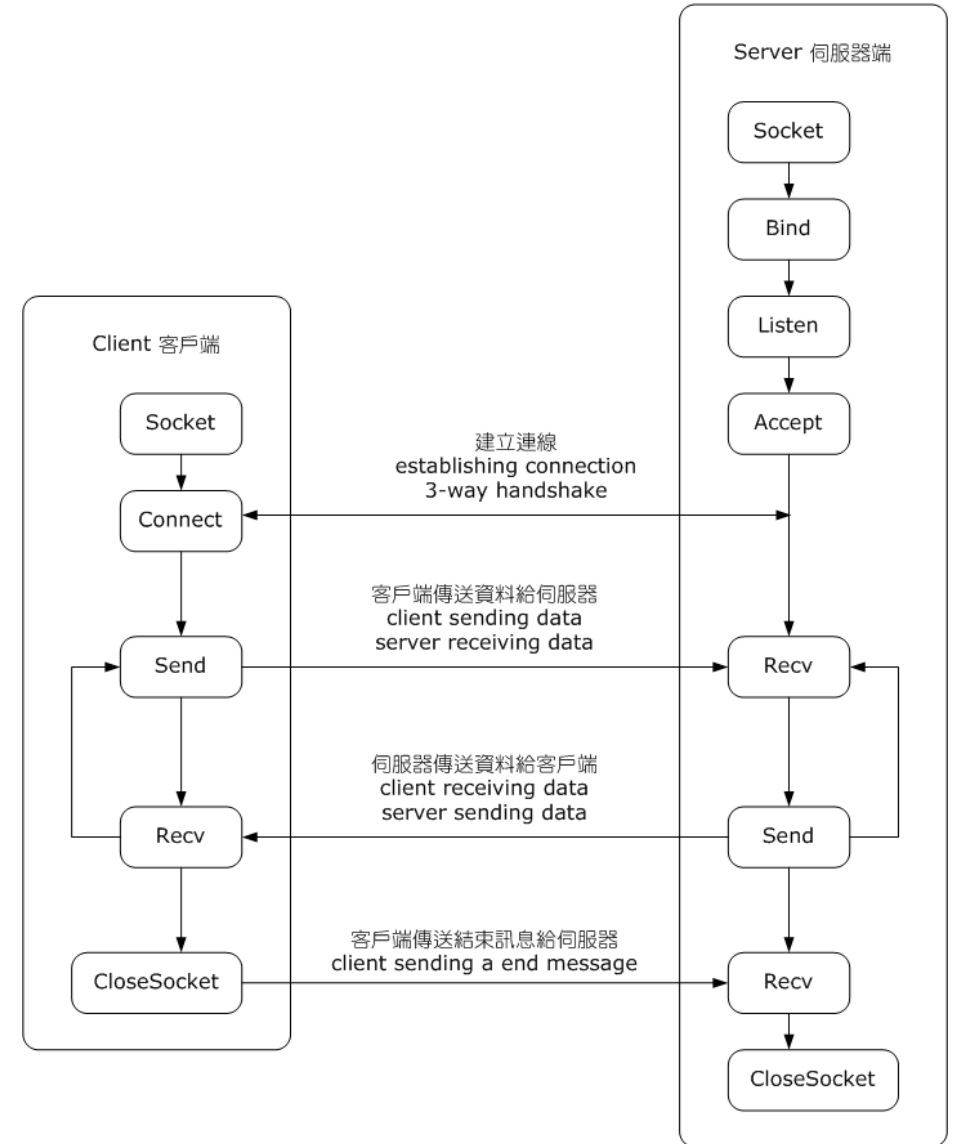 Server 伺服器端
Socket
Bind
Listen
Accept
Client 客戶端
Socket
Connect
建立連線
establishing connection
3-way handshake
客戶端傳送資料給伺服器
client sending data
server receiving data
Send
Recv
伺服器傳送資料給客戶端
client receiving data
server sending data
Recv
Send
客戶端傳送結束訊息給伺服器
client sending a end message
CloseSocket
Recv
CloseSocket